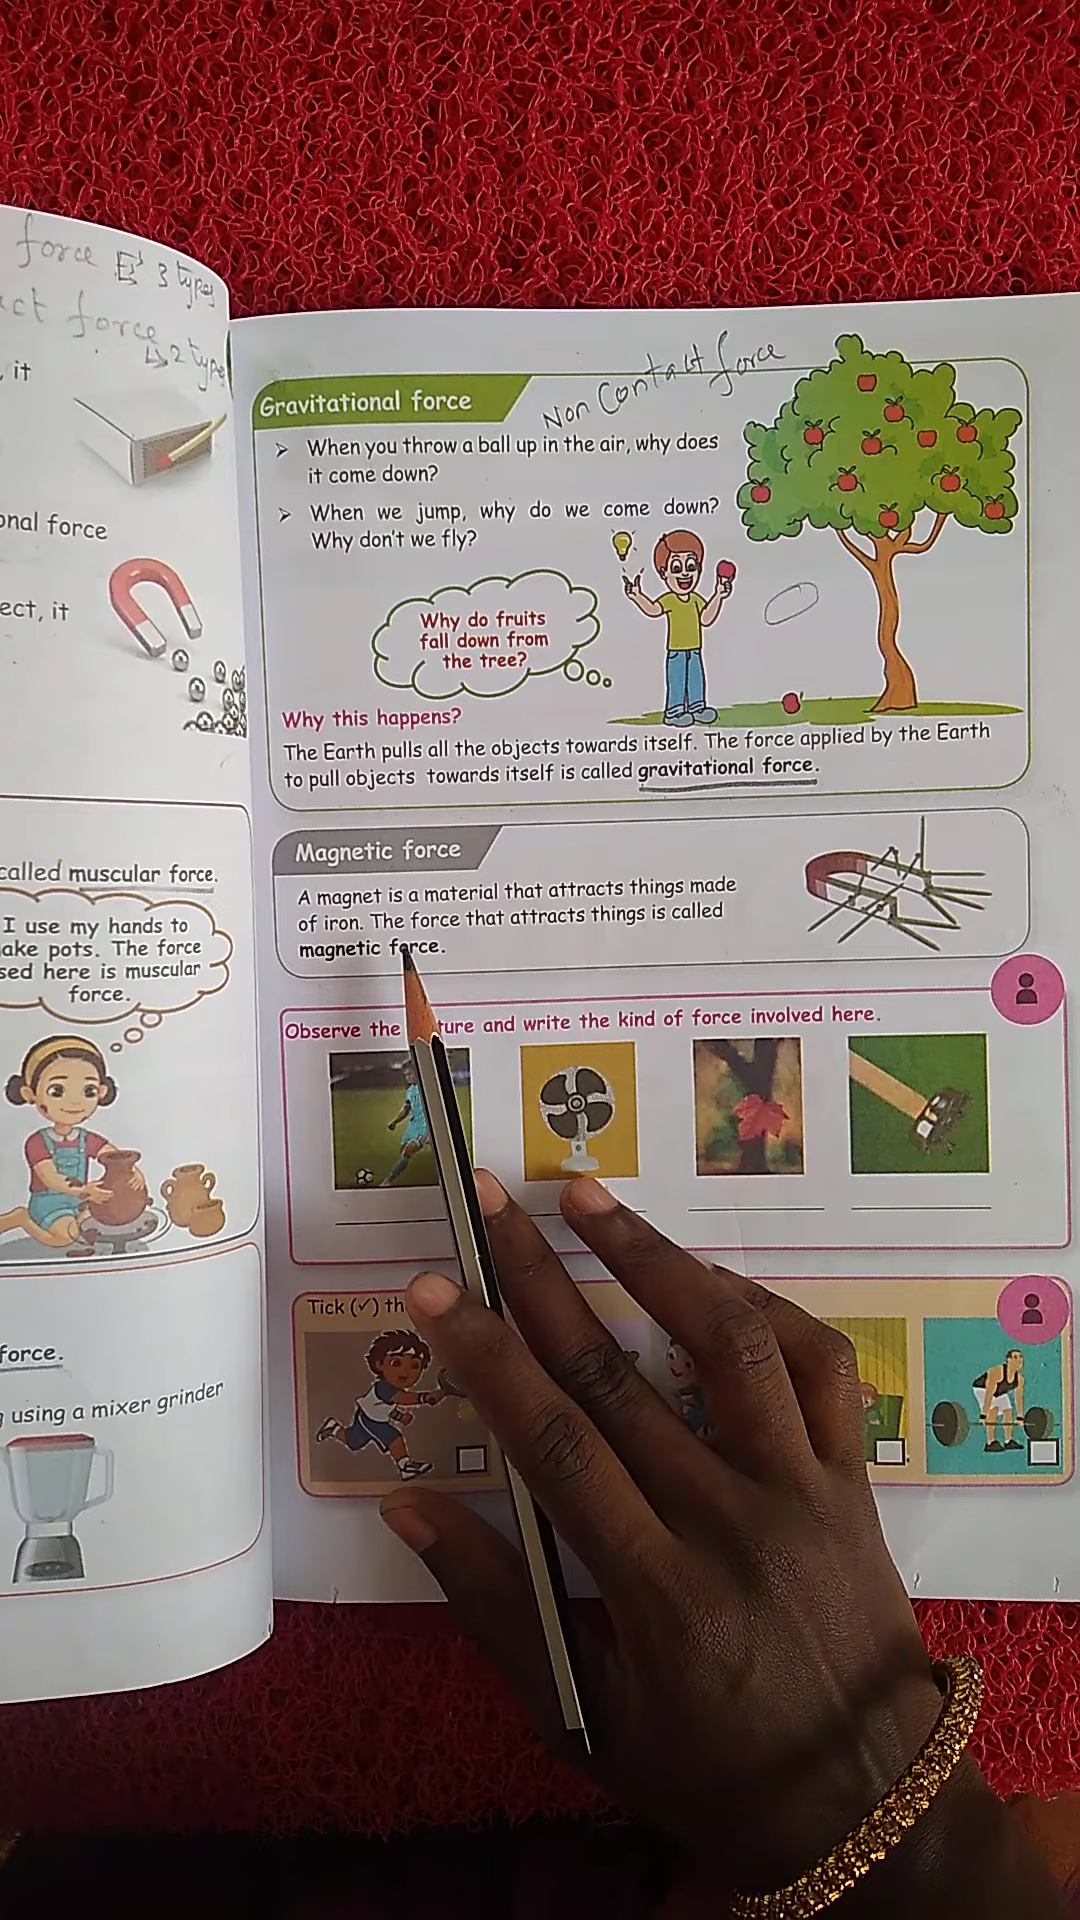 force 3 types
force
2 types
, it
onal force
ect, it
called muscular force.
I use my hands to
ake pots. The force
sed here is muscular
force.
force.
using a mixer grinder
Non Contact force
Gravitational force
When you throw a ball up in the air, why does
it come down?
When we jump, why do we come down?
Why don't we fly?
Why do fruits
fall down from
the tree?
Why this happens?
The Earth pulls all the objects towards itself. The force applied by the Earth
to pull objects towards itself is called gravitational force.
Magnetic force
A magnet is a material that attracts things made
of iron. The force that attracts things is called
magnetic force.
Observe the ture and write the kind of force involved here.
Tick (✓) th